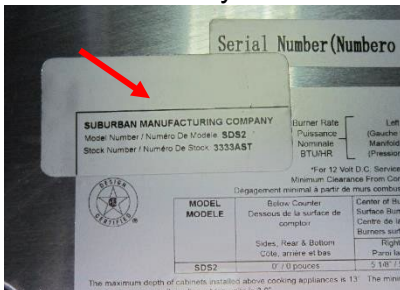 Serial Number(Numbero
SUBURBAN MANUFACTURING COMPANY
Model Number / Numéro De Modele SDS2
Stock Number / Numéro De Stock 3333AST
Burner Rate
Puissance
Nominale
BTU/HR
Left
(Gauche
Manifold
(Pression
*For 12 Volt D.C. Service
Minimum Clearance From Com
Dégagement minimal à partir de murs combus
DESIGN
CERTIFIED
MODEL
MODELE
Below Counter
Dessous de la surface de
comptoir
Sides, Rear & Bottom
Côte, arrière et bas
Center of Bu
Surface Burn
Centre de la
Burners surf
Right
Paroi la
SDS2
0" / 0 pouces
5 1/8" /
The maximum depth of cabinets installed above cooking appliances is 13". The mini